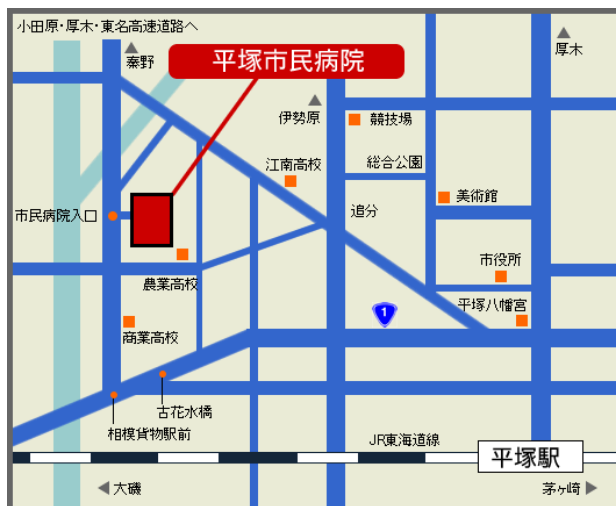 小田原・厚木・東名高速道路へ
秦野
平塚市民病院
厚木
伊勢原
競技場
江南高校
総合公園
美術館
市民病院入口
追分
市役所
農業高校
平塚八幡宮
1
商業高校
古花水橋
相模貨物駅前
JR東海道線
平塚駅
大磯
茅ヶ崎